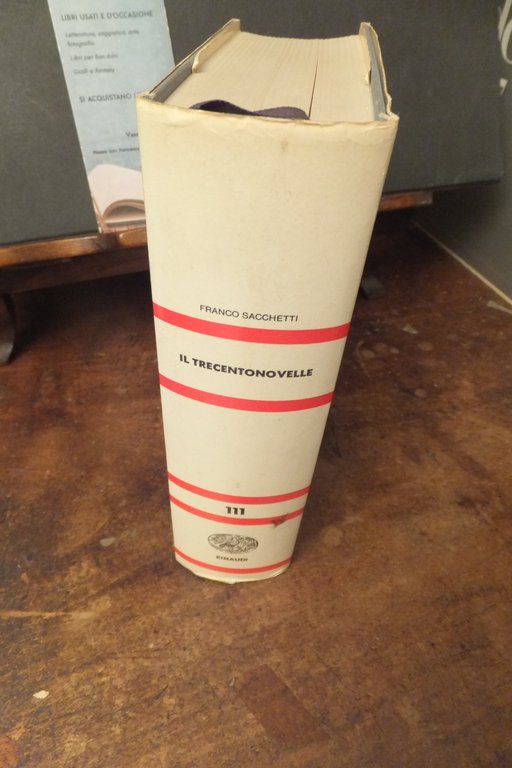 LIBRI USATI E D'OCCASIONE
Letteratura, saggistica, arte
fotografia
Libri per Bambini
Gialli e fantasy
SI ACQUISTANO
FRANCO SACCHETTI
IL TRECENTONOVELLE
111
EINAUDI